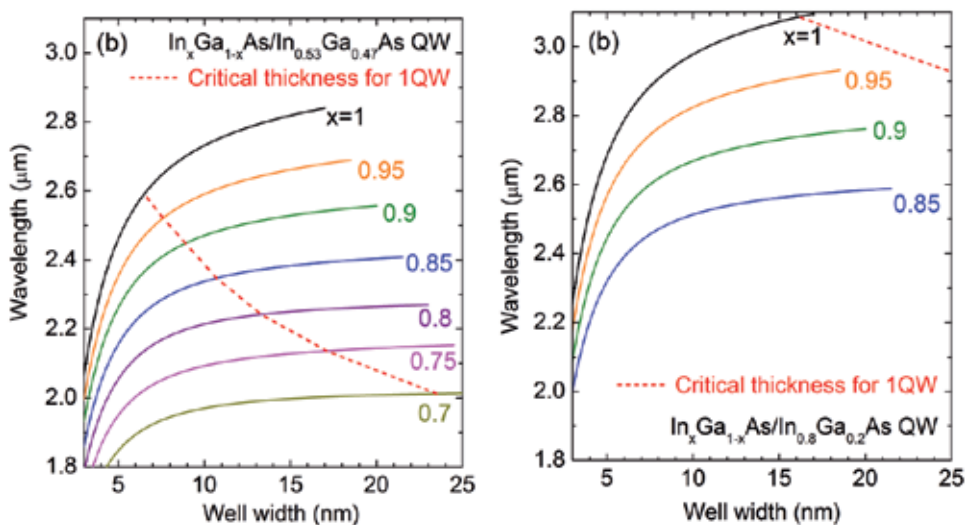 (b) InxGa1-xAs/In0.53Ga0.47As QW
Critical thickness for 1QW
x=1
0.95
0.9
0.85
0.8
0.75
0.7
Wavelength (μm)
3.0
2.8
2.6
2.4
2.2
2.0
1.8
5 10 15 20 25
Well width (nm)
(b)
x=1
0.95
0.9
0.85
Critical thickness for 1QW
InxGa1-xAs/In0.8Ga0.2As QW
Wavelength (μm)
3.0
2.8
2.6
2.4
2.2
2.0
1.8
5 10 15 20 25
Well width (nm)